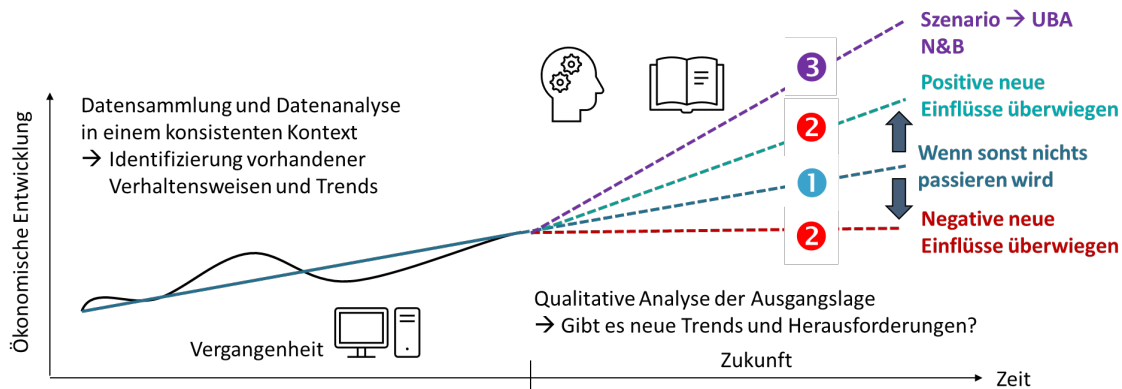 Szenario → UBA
N&B
Positive neue
Einflüsse überwiegen
Wenn sonst nichts
passieren wird
Negative neue
Einflüsse überwiegen
3
2
1
2
Ökonomische Entwicklung
Datensammlung und Datenanalyse
in einem konsistenten Kontext
→ Identifizierung vorhandener
Verhaltensweisen und Trends
Vergangenheit
Qualitative Analyse der Ausgangslage
→ Gibt es neue Trends und Herausforderungen?
Zukunft
Zeit